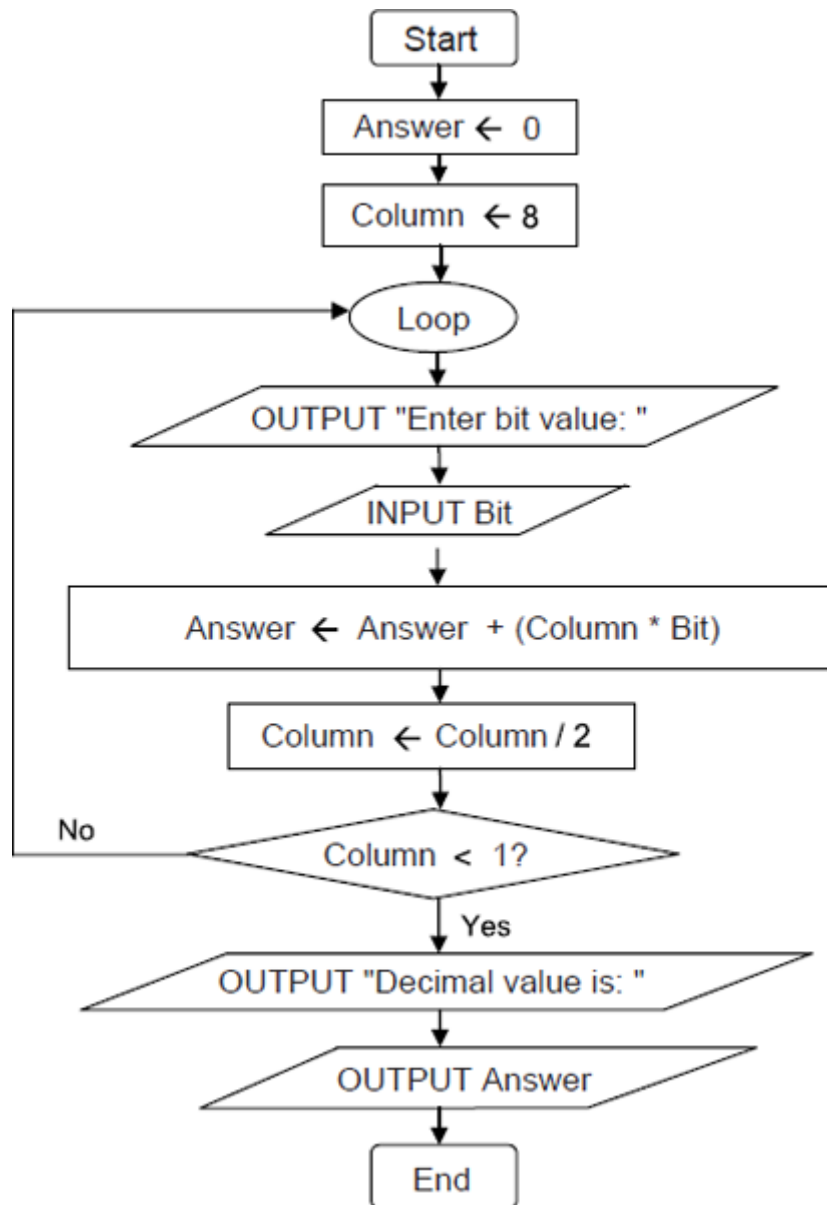 Start
Answer ← 0
Column ← 8
Loop
OUTPUT "Enter bit value: "
INPUT Bit
Answer ← Answer + (Column * Bit)
Column ← Column / 2
No
Column < 1?
Yes
OUTPUT "Decimal value is: "
OUTPUT Answer
End